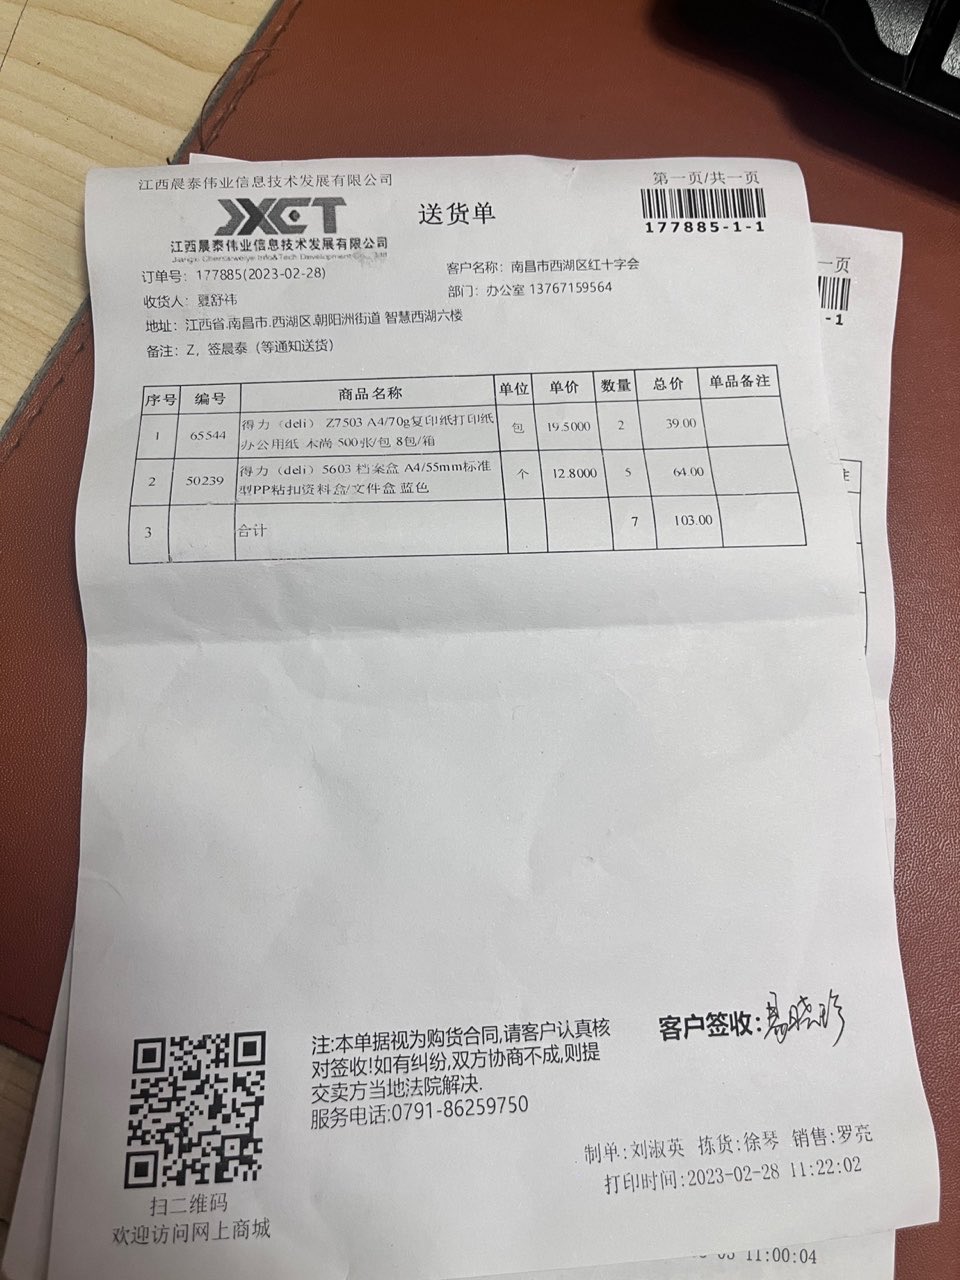 江西晨泰伟业信息技术发展有限公司
第一页/共一页
JXCT
送货单
177885-1-1
江西晨泰伟业信息技术发展有限公司
订单号：177885(2023-02-28)
客户名称：南昌市西湖区红十字会
收货人：夏舒祎
部门：办公室 13767159564
地址：江西省.南昌市.西湖区.朝阳洲街道 智慧西湖六楼
备注：Z，签晨泰（等通知送货）
序号 编号 商品名称 单位 单价 数量 总价 单品备注
1 65544 得力（deli） Z7503 A4/70g复印纸打印纸 包 19.5000 2 39.00
办公用纸 木尚 500张/包 8包/箱
2 50239 得力（deli）5603 档案盒 A4/55mm标准 个 12.8000 5 64.00
型PP粘扣资料盒/文件盒 蓝色
3 合计 7 103.00
一页
-1
注:本单据视为购货合同,请客户认真核
对签收!如有纠纷,双方协商不成,则提
交卖方当地法院解决.
服务电话:0791-86259750
客户签收:易晓珍
扫二维码
欢迎访问网上商城
制单:刘淑英 拣货:徐琴 销售:罗亮
打印时间:2023-02-28 11:22:02
11:00:04